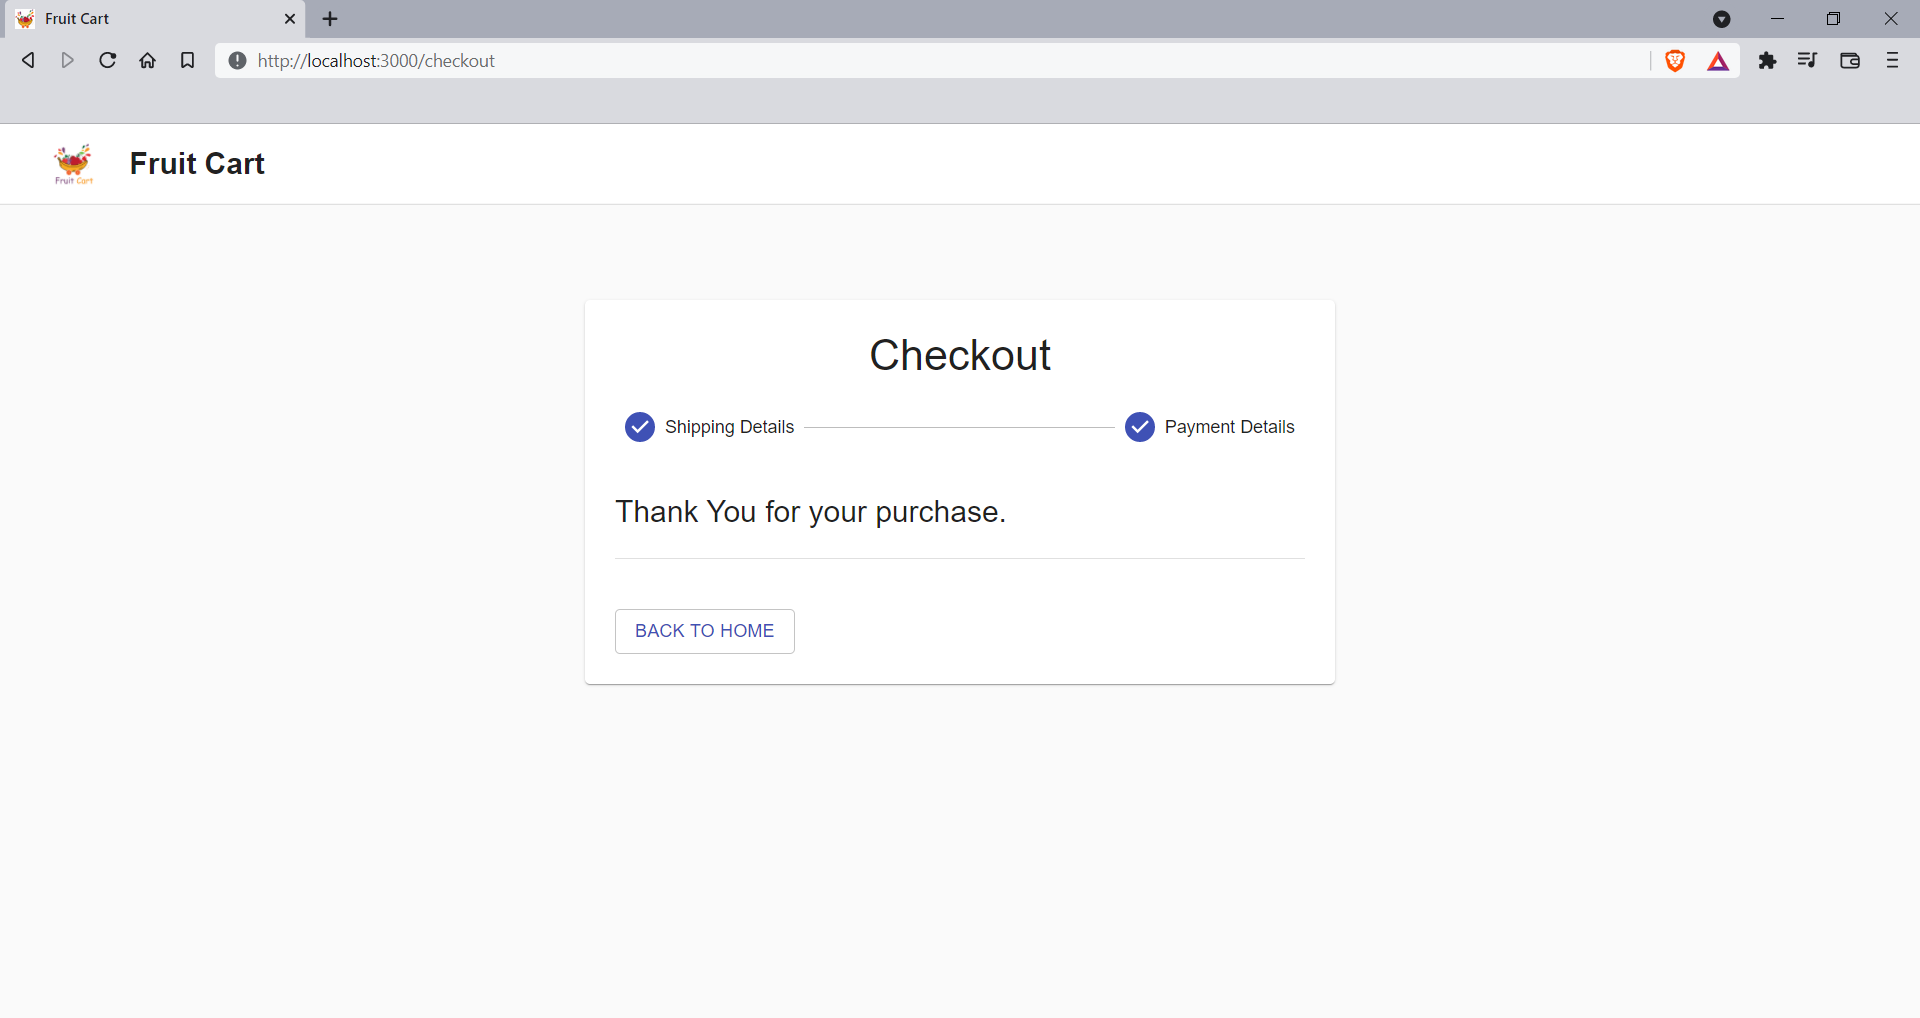 Fruit Cart
http://localhost:3000/checkout
Fruit Cart
Fruit Cart
Checkout
Shipping Details
Payment Details
Thank You for your purchase.
BACK TO HOME